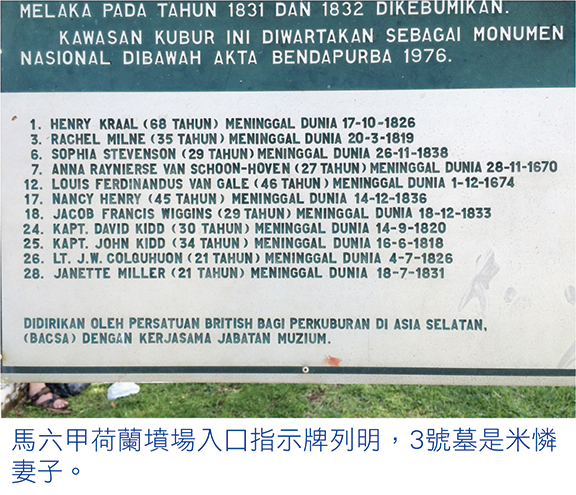 MELAKA PADA TAHUN 1831 DAN 1832 DIKEBUMIKAN.
KAWASAN KUBUR INI DIWARTAKAN SEBAGAI MONUMEN
NASIONAL DIBAWAH AKTA BENDAPURBA 1976.
1. HENRY KRAAL (68 TAHUN) MENINGGAL DUNIA 17-10-1826
3. RACHEL MILNE (35 TAHUN) MENINGGAL DUNIA 20-3-1819
6. SOPHIA STEVENSON (29 TAHUN) MENINGGAL DUNIA 26-11-1838
7. ANNA RAYNIERSE VAN SCHOON-HOVEN (27 TAHUN) MENINGGAL DUNIA 28-11-1670
12. LOUIS FERDINANDUS VAN GALE (46 TAHUN) MENINGGAL DUNIA 1-12-1674
17. NANCY HENRY (45 TAHUN) MENINGGAL DUNIA 14-12-1836
18. JACOB FRANCIS WIGGINS (29 TAHUN) MENINGGAL DUNIA 18-12-1833
24. KAPT. DAVID KIDD (30 TAHUN) MENINGGAL DUNIA 14-9-1820
25. KAPT. JOHN KIDD (34 TAHUN) MENINGGAL DUNIA 16-6-1818
26. LT. J.W. COLQUHUON (21 TAHUN) MENINGGAL DUNIA 4-7-1826
28. JANETTE MILLER (21 TAHUN) MENINGGAL DUNIA 18-7-1831
DIDIRIKAN OLEH PERSATUAN BRITISH BAGI PERKUBURAN DI ASIA SELATAN,
(BACSA) DENGAN KERJASAMA JABATAN MUZIUM.
馬六甲荷蘭墳場入口指示牌列明，3號墓是米憐
妻子。